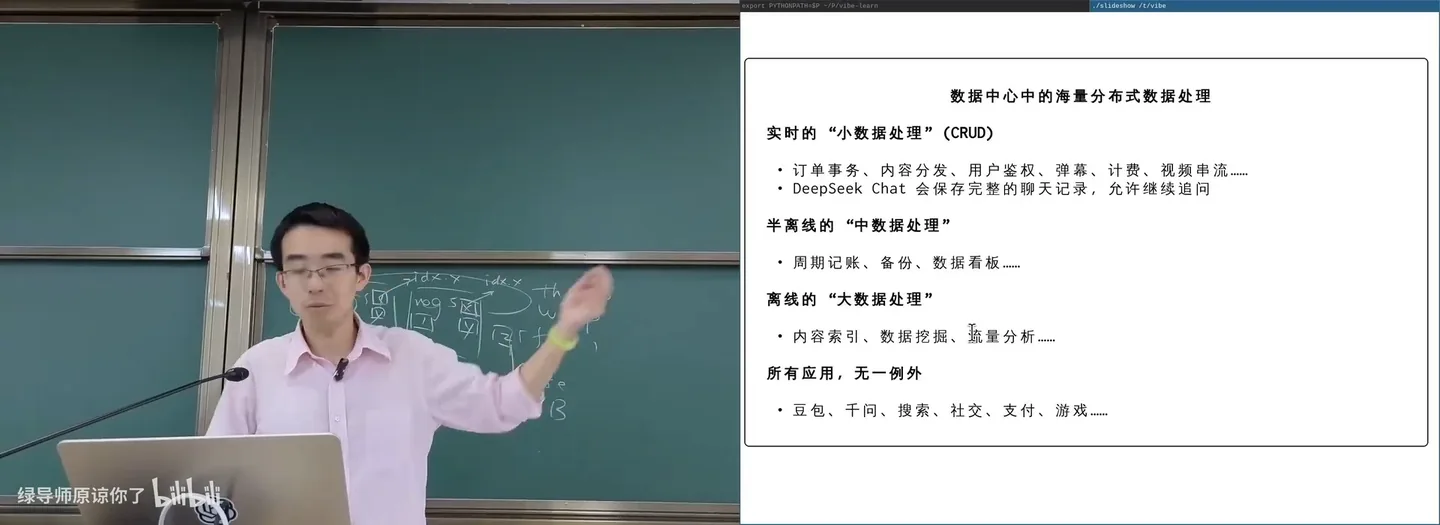 export PYTHONPATH=$P ~/P/vibe-learn
./slideshow /t/vibe
数据中心中的海量分布式数据处理
实时的 “小数据处理” (CRUD)
• 订单事务、内容分发、用户鉴权、弹幕、计费、视频串流……
• DeepSeek Chat 会保存完整的聊天记录, 允许继续追问
半离线的 “中数据处理”
• 周期记账、备份、数据看板……
离线的 “大数据处理”
• 内容索引、数据挖掘、流量分析……
所有应用, 无一例外
• 豆包、千问、搜索、社交、支付、游戏……
idx.x
idx.x
绿导师原谅你了 bilibili